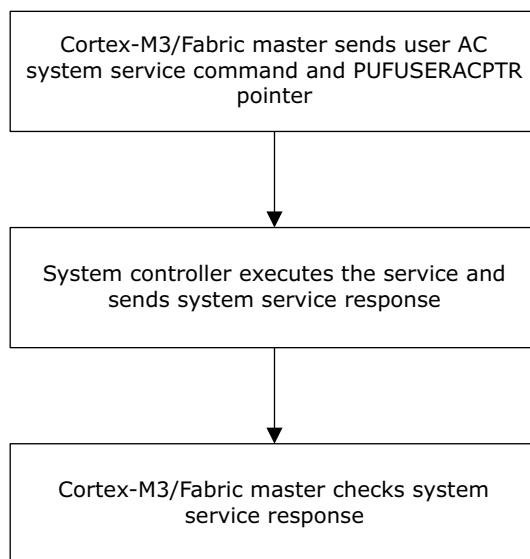 Cortex-M3/Fabric master sends user AC
system service command and PUFUSERACPTR
pointer
System controller executes the service and
sends system service response
Cortex-M3/Fabric master checks system
service response